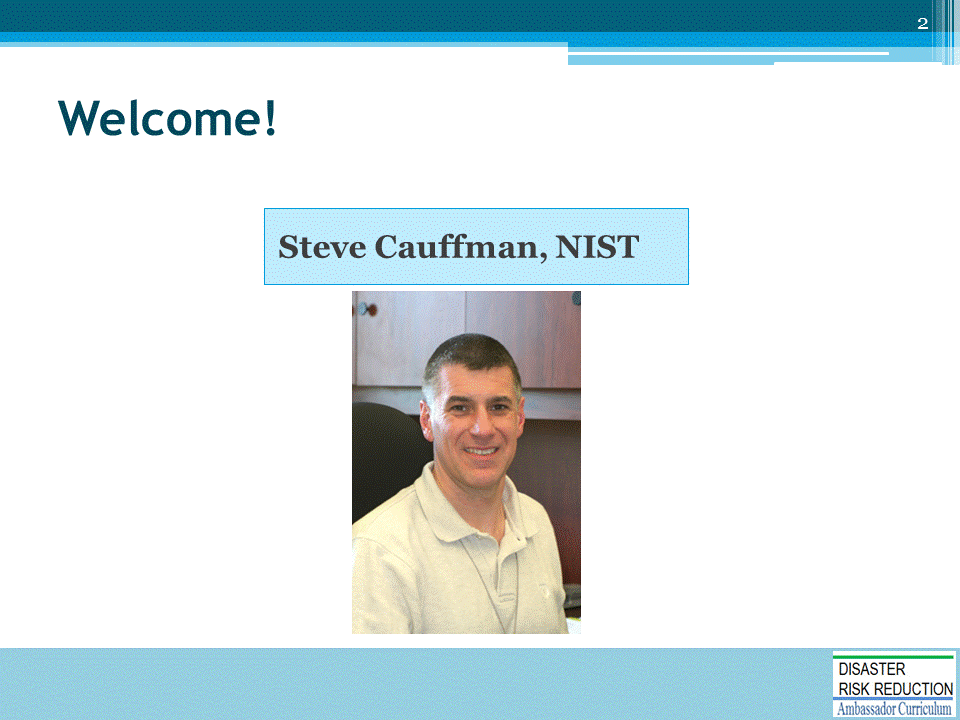 2
Welcome!
Steve Cauffman, NIST
DISASTER
RISK REDUCTION
Ambassador Curriculum